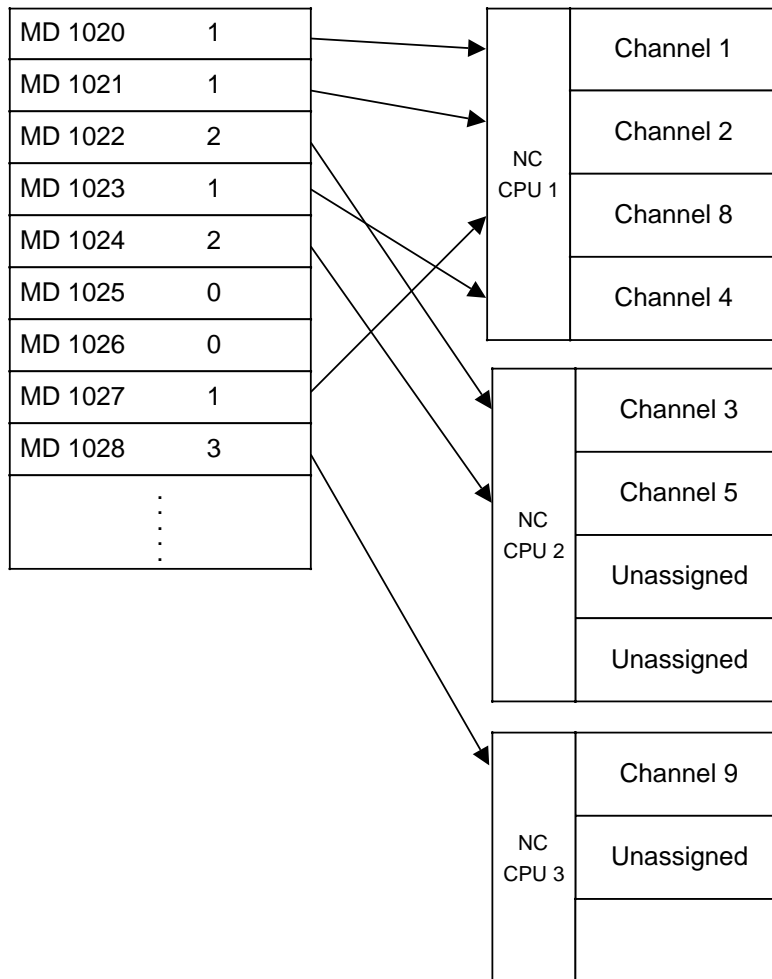 MD 1020 1
MD 1021 1
MD 1022 2
MD 1023 1
MD 1024 2
MD 1025 0
MD 1026 0
MD 1027 1
MD 1028 3
NC
CPU 1
Channel 1
Channel 2
Channel 8
Channel 4
NC
CPU 2
Channel 3
Channel 5
Unassigned
Unassigned
NC
CPU 3
Channel 9
Unassigned